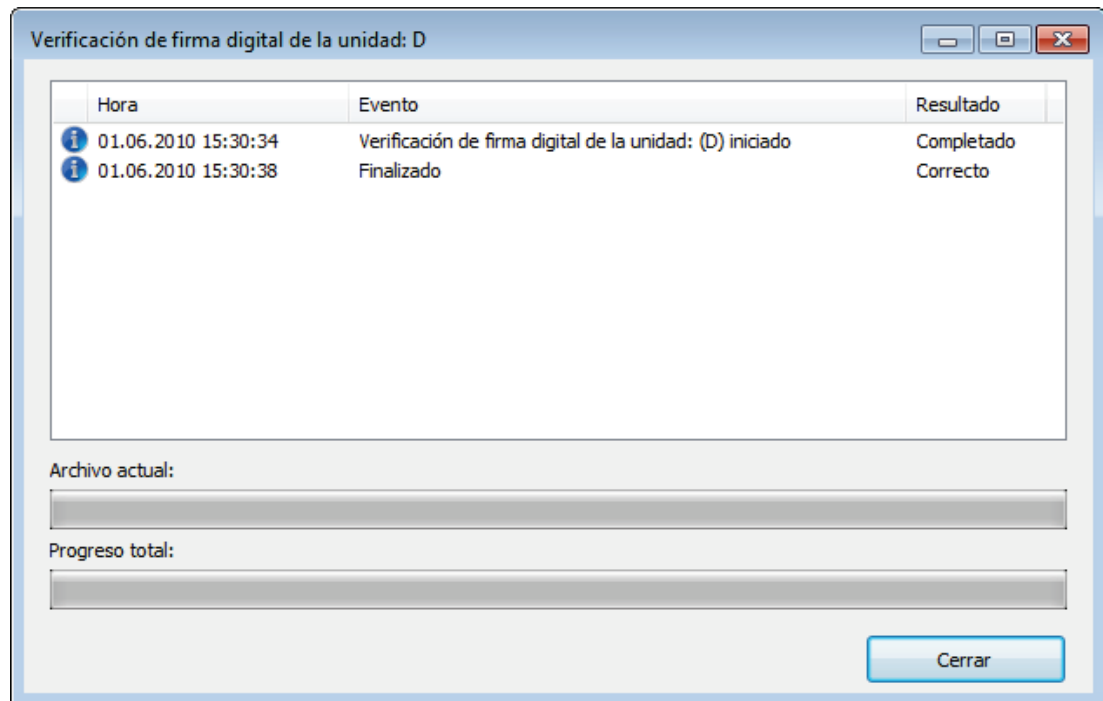 Verificación de firma digital de la unidad: D
Hora Evento Resultado
01.06.2010 15:30:34 Verificación de firma digital de la unidad: (D) iniciado Completado
01.06.2010 15:30:38 Finalizado Correcto
Archivo actual:
Progreso total:
Cerrar